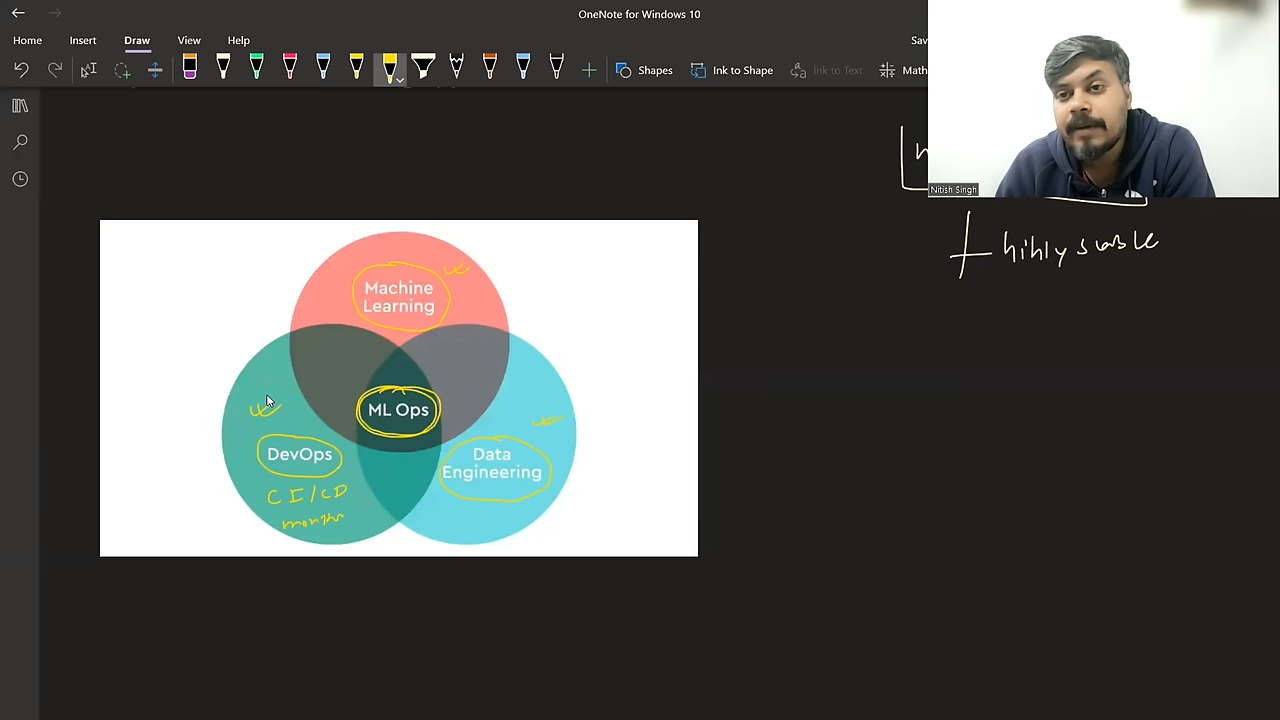 OneNote for Windows 10
Home Insert Draw View Help Sav
Shapes Ink to Shape Ink to Text Math
Nitish Singh
Machine
Learning
ML Ops
DevOps
CI/CD
Data
Engineering